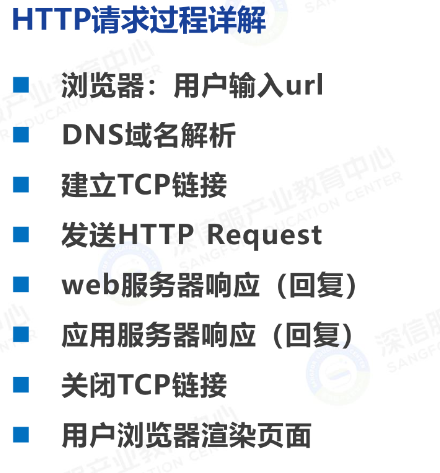 HTTP请求过程详解
浏览器：用户输入url
DNS域名解析
建立TCP链接
发送HTTP Request
web服务器响应（回复）
应用服务器响应（回复）
关闭TCP链接
用户浏览器渲染页面
深信服产业教育中心
SANGFOR EDUCATION CENTER